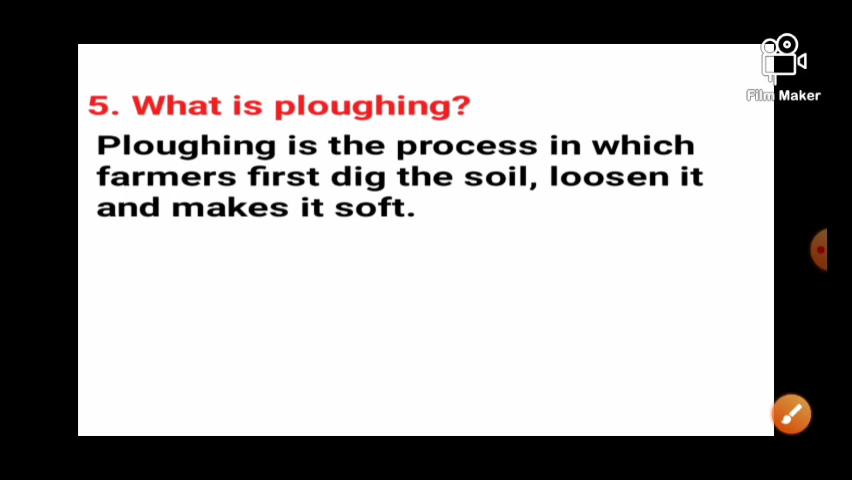 Film Maker
5. What is ploughing?
Ploughing is the process in which
farmers first dig the soil, loosen it
and makes it soft.